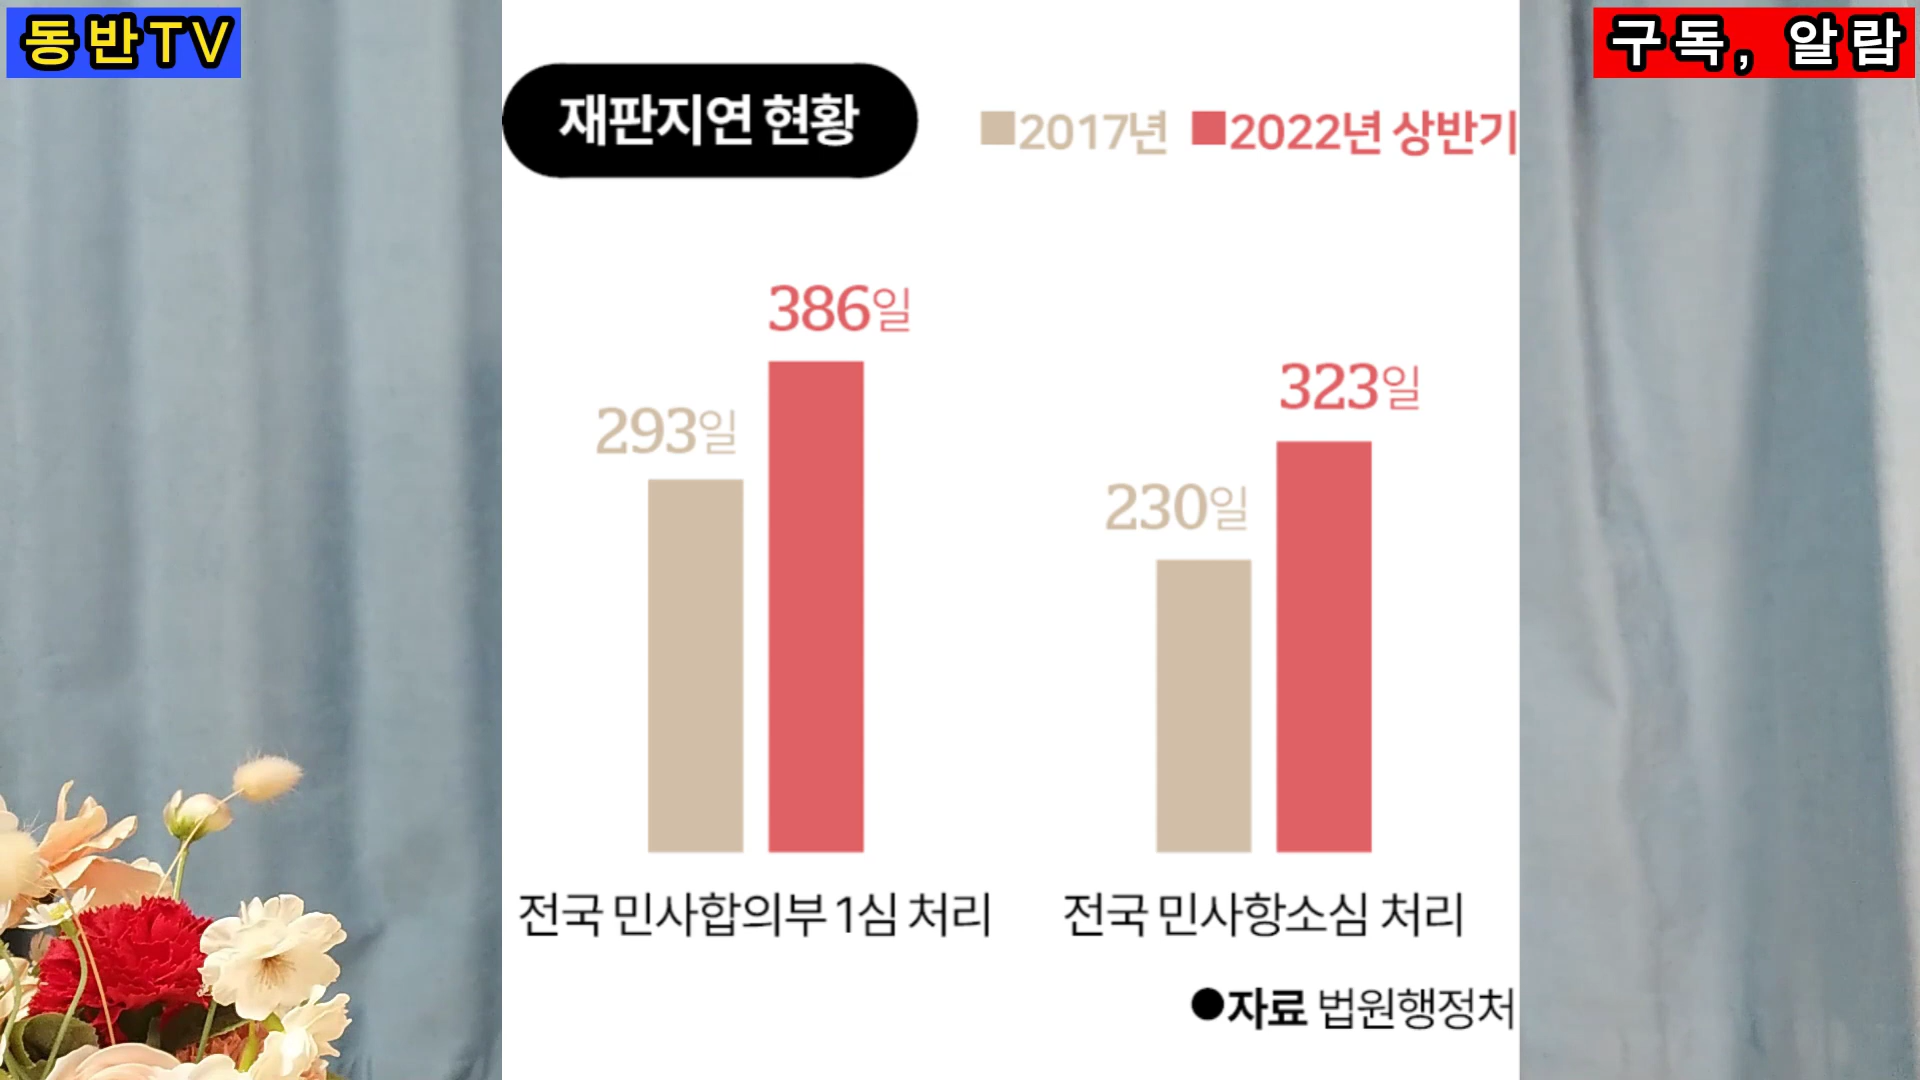 동반TV
구독, 알람
재판지연 현황
■2017년 ■2022년 상반기
293일
386일
230일
323일
전국 민사합의부 1심 처리
전국 민사항소심 처리
●자료 법원행정처